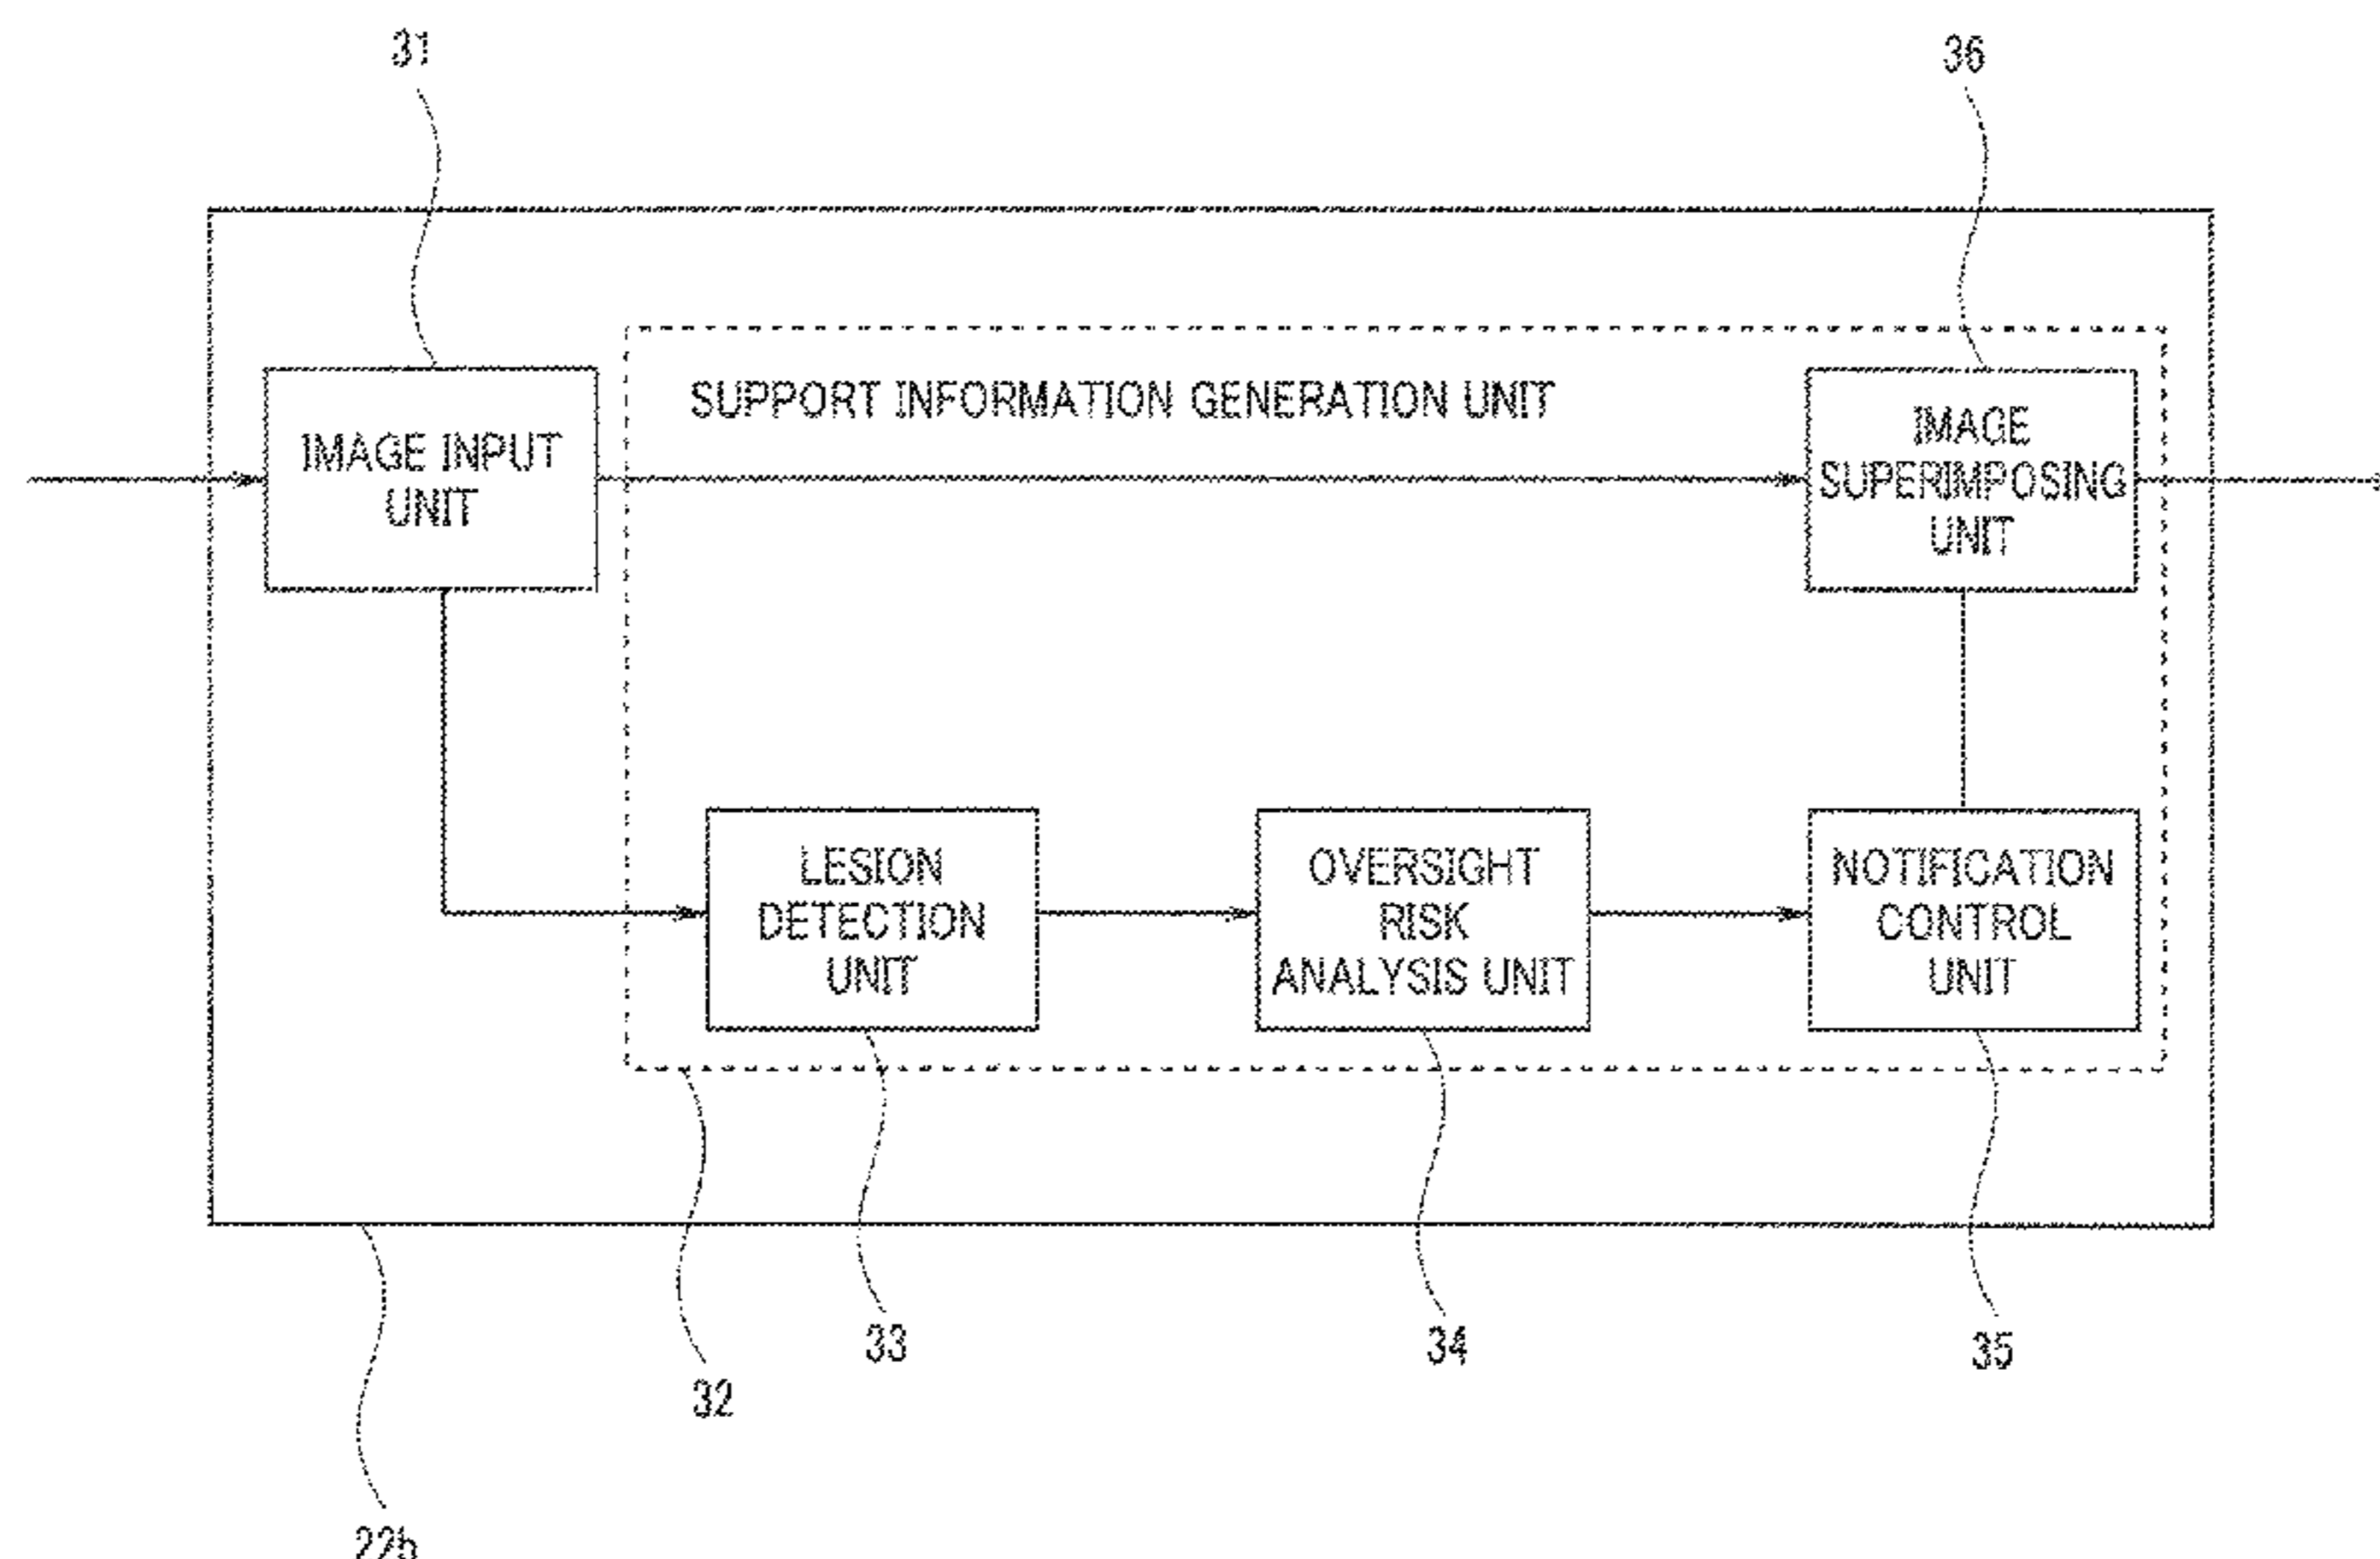 31
36
SUPPORT INFORMATION GENERATION UNIT
IMAGE INPUT
UNIT
IMAGE
SUPERIMPOSING
UNIT
LESION
DETECTION
UNIT
OVERSIGHT
RISK
ANALYSIS UNIT
NOTIFICATION
CONTROL
UNIT
33
34
35
32
22b